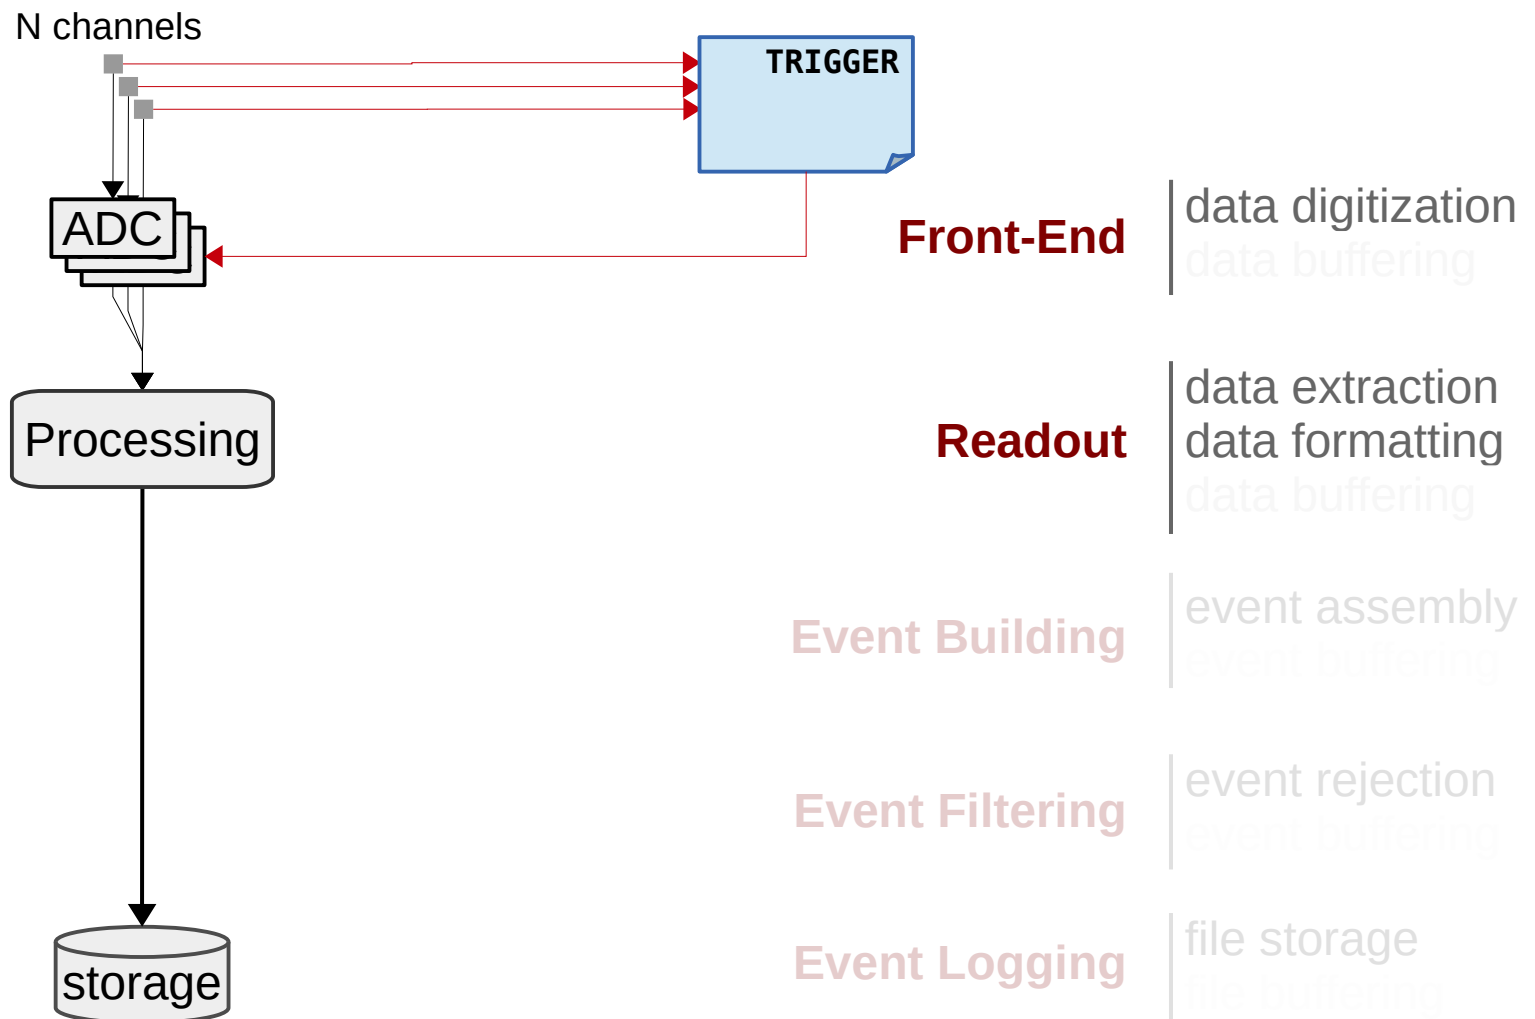 N channels
TRIGGER
ADC
Front-End
data digitization
data buffering
Processing
Readout
data extraction
data formatting
data buffering
Event Building
event assembly
event buffering
Event Filtering
event rejection
event buffering
storage
Event Logging
file storage
file buffering